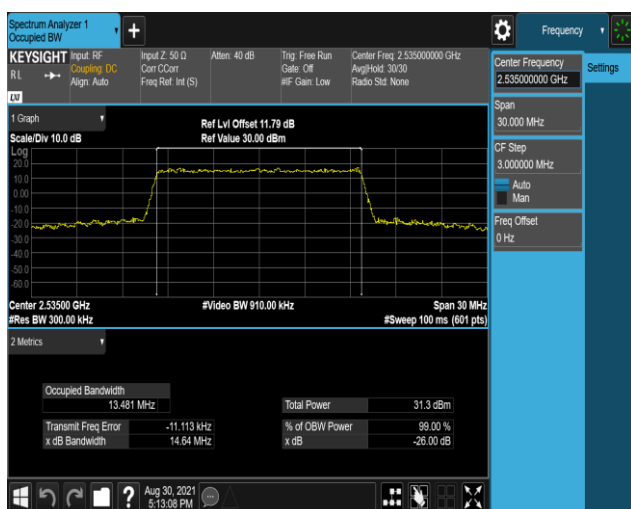 Spectrum Analyzer 1
Occupied BW
+
Frequency
KEYSIGHT
RL
LXI
Input: RF
Coupling: DC
Align: Auto
Input Z: 50 Ω
Corr CCorr
Freq Ref: Int (S)
Atten: 40 dB
Trig: Free Run
Gate: Off
#IF Gain: Low
Center Freq: 2.535000000 GHz
Avg|Hold: 30/30
Radio Std: None
Center Frequency
2.535000000 GHz
Settings
Span
30.000 MHz
CF Step
3.000000 MHz
Auto
Man
Freq Offset
0 Hz
1 Graph
Scale/Div 10.0 dB
Ref Lvl Offset 11.79 dB
Ref Value 30.00 dBm
Log
20.0
10.0
0.00
-10.0
-20.0
-30.0
-40.0
-50.0
-60.0
Center 2.53500 GHz
#Res BW 300.00 kHz
#Video BW 910.00 kHz
Span 30 MHz
#Sweep 100 ms (601 pts)
2 Metrics
Occupied Bandwidth
13.481 MHz
Total Power 31.3 dBm
Transmit Freq Error -11.113 kHz
% of OBW Power 99.00 %
x dB Bandwidth 14.64 MHz
x dB -26.00 dB
?
Aug 30, 2021
5:13:08 PM